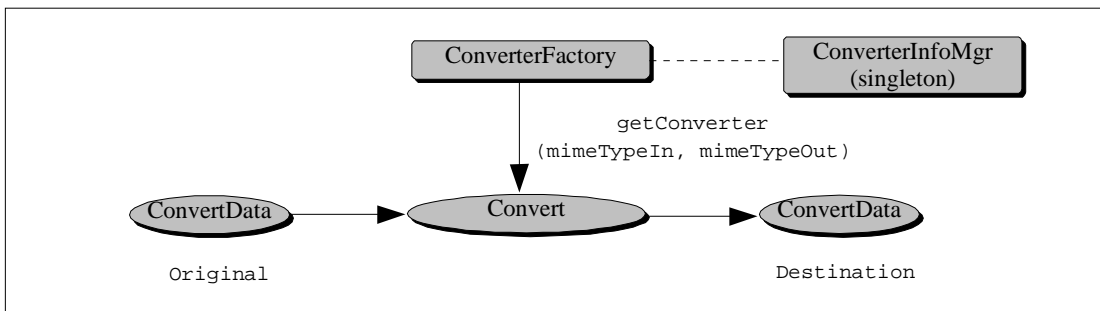 ConverterFactory
ConverterInfoMgr
(singleton)
getConverter
(mimeTypeIn, mimeTypeOut)
ConvertData
Convert
ConvertData
Original
Destination